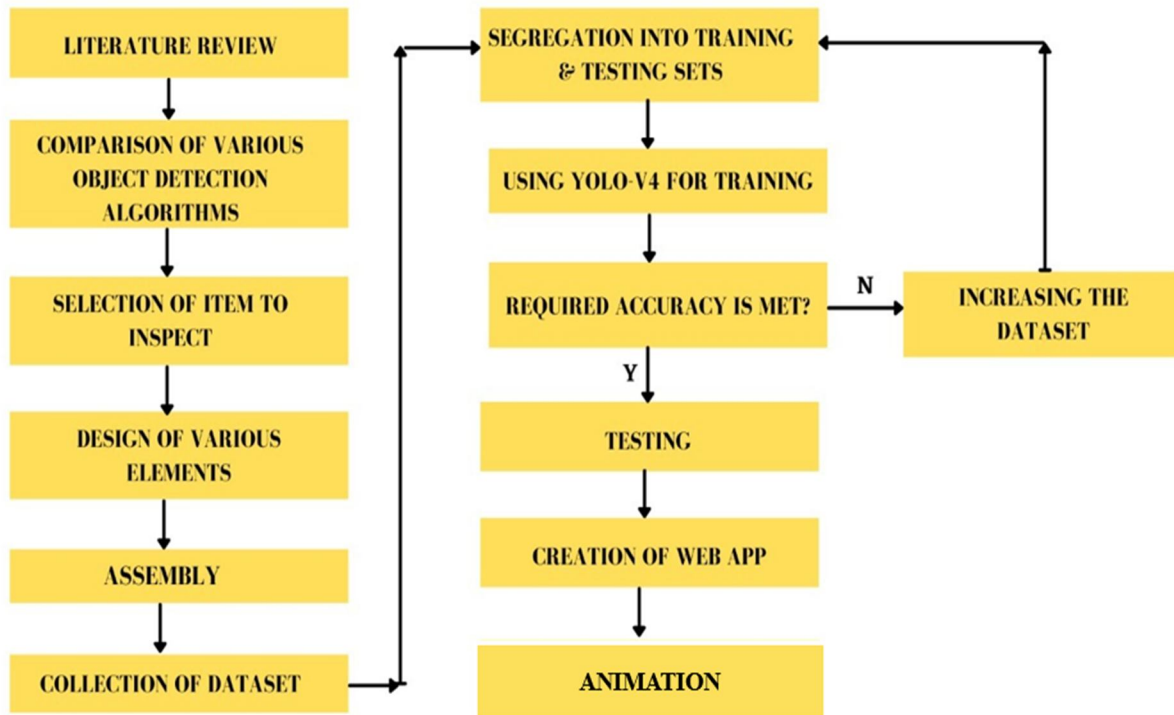 LITERATURE REVIEW
COMPARISON OF VARIOUS
OBJECT DETECTION
ALGORITHMS
SELECTION OF ITEM TO
INSPECT
DESIGN OF VARIOUS
ELEMENTS
ASSEMBLY
COLLECTION OF DATASET
SEGREGATION INTO TRAINING
& TESTING SETS
USING YOLO-V4 FOR TRAINING
REQUIRED ACCURACY IS MET?
N
INCREASING THE
DATASET
Y
TESTING
CREATION OF WEB APP
ANIMATION